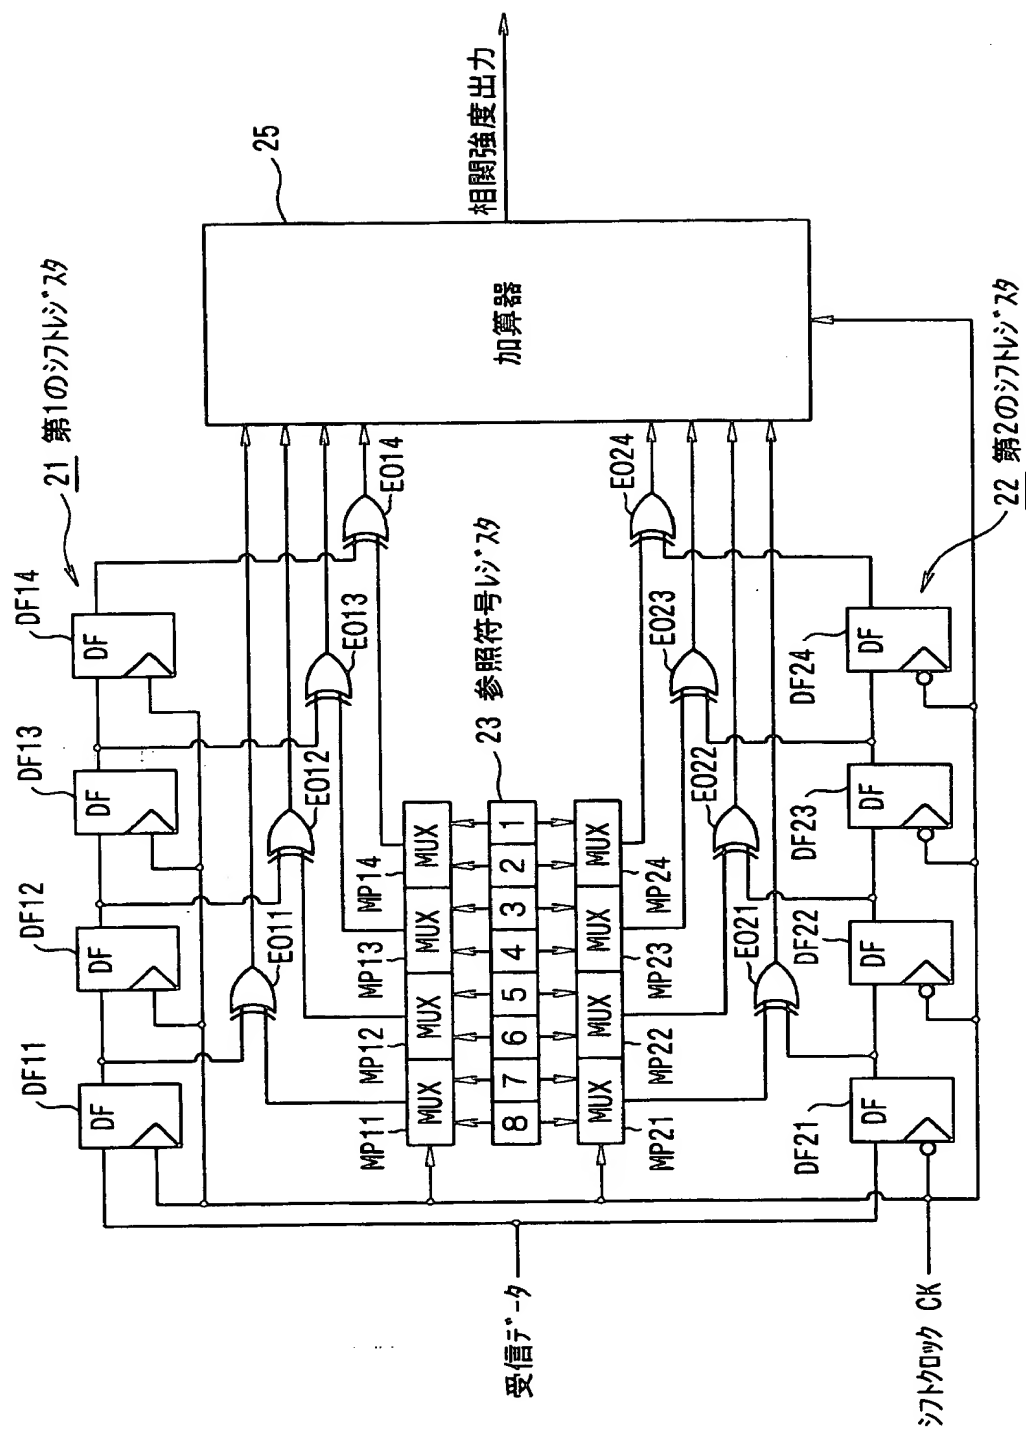 DF11
DF12
DF13
DF14
21 第1のシフトレジスタ
DF
DF
DF
DF
25
EO11
EO12
EO13
EO14
加算器
相関強度出力
MP11
MP12
MP13
MP14
MUX
MUX
MUX
MUX
23 参照符号レジスタ
8
7
6
5
4
3
2
1
受信データ
MUX
MUX
MUX
MUX
MP21
MP22
MP23
MP24
EO21
EO22
EO23
EO24
DF21
DF22
DF23
DF24
DF
DF
DF
DF
シフトクロック CK
22 第2のシフトレジスタ